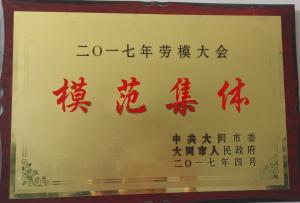 二〇一七年劳模大会
模范集体
中共大同市委
大同市人民政府
二〇一七年四月